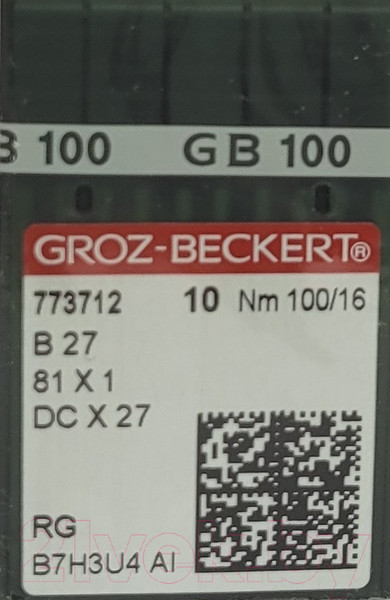 B 100 GB 100
GROZ-BECKERT®
773712 10 Nm 100/16
B 27
81 X 1
DC X 27
RG
B7H3U4 AI